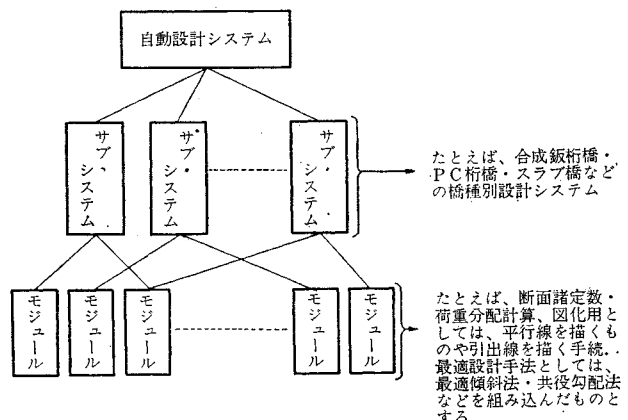 自動設計システム
サブ・システム
サブ・システム
サブ・システム
たとえば、合成鈑桁橋・
PC桁橋・スラブ橋など
の橋種別設計システム
モジュール
モジュール
モジュール
モジュール
モジュール
たとえば、断面諸定数・
荷重分配計算、図化用と
しては、平行線を描くも
のや引出線を描く手続..
最適設計手法としては、
最適傾斜法・共役勾配法
などを組み込んだものと
する